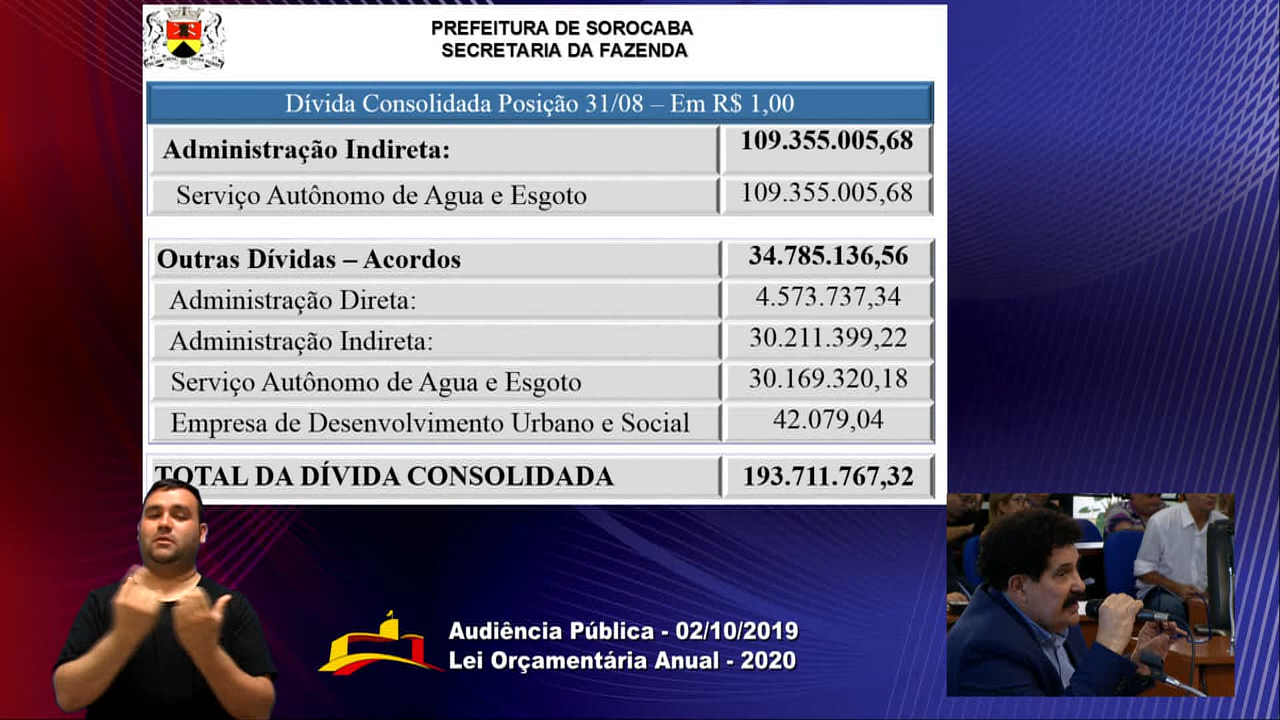 PREFEITURA DE SOROCABA
SECRETARIA DA FAZENDA
Dívida Consolidada Posição 31/08 – Em R$ 1,00
Administração Indireta: 109.355.005,68
Serviço Autônomo de Agua e Esgoto 109.355.005,68
Outras Dívidas – Acordos 34.785.136,56
Administração Direta: 4.573.737,34
Administração Indireta: 30.211.399,22
Serviço Autônomo de Agua e Esgoto 30.169.320,18
Empresa de Desenvolvimento Urbano e Social 42.079,04
TOTAL DA DÍVIDA CONSOLIDADA 193.711.767,32
Audiência Pública - 02/10/2019
Lei Orçamentária Anual - 2020